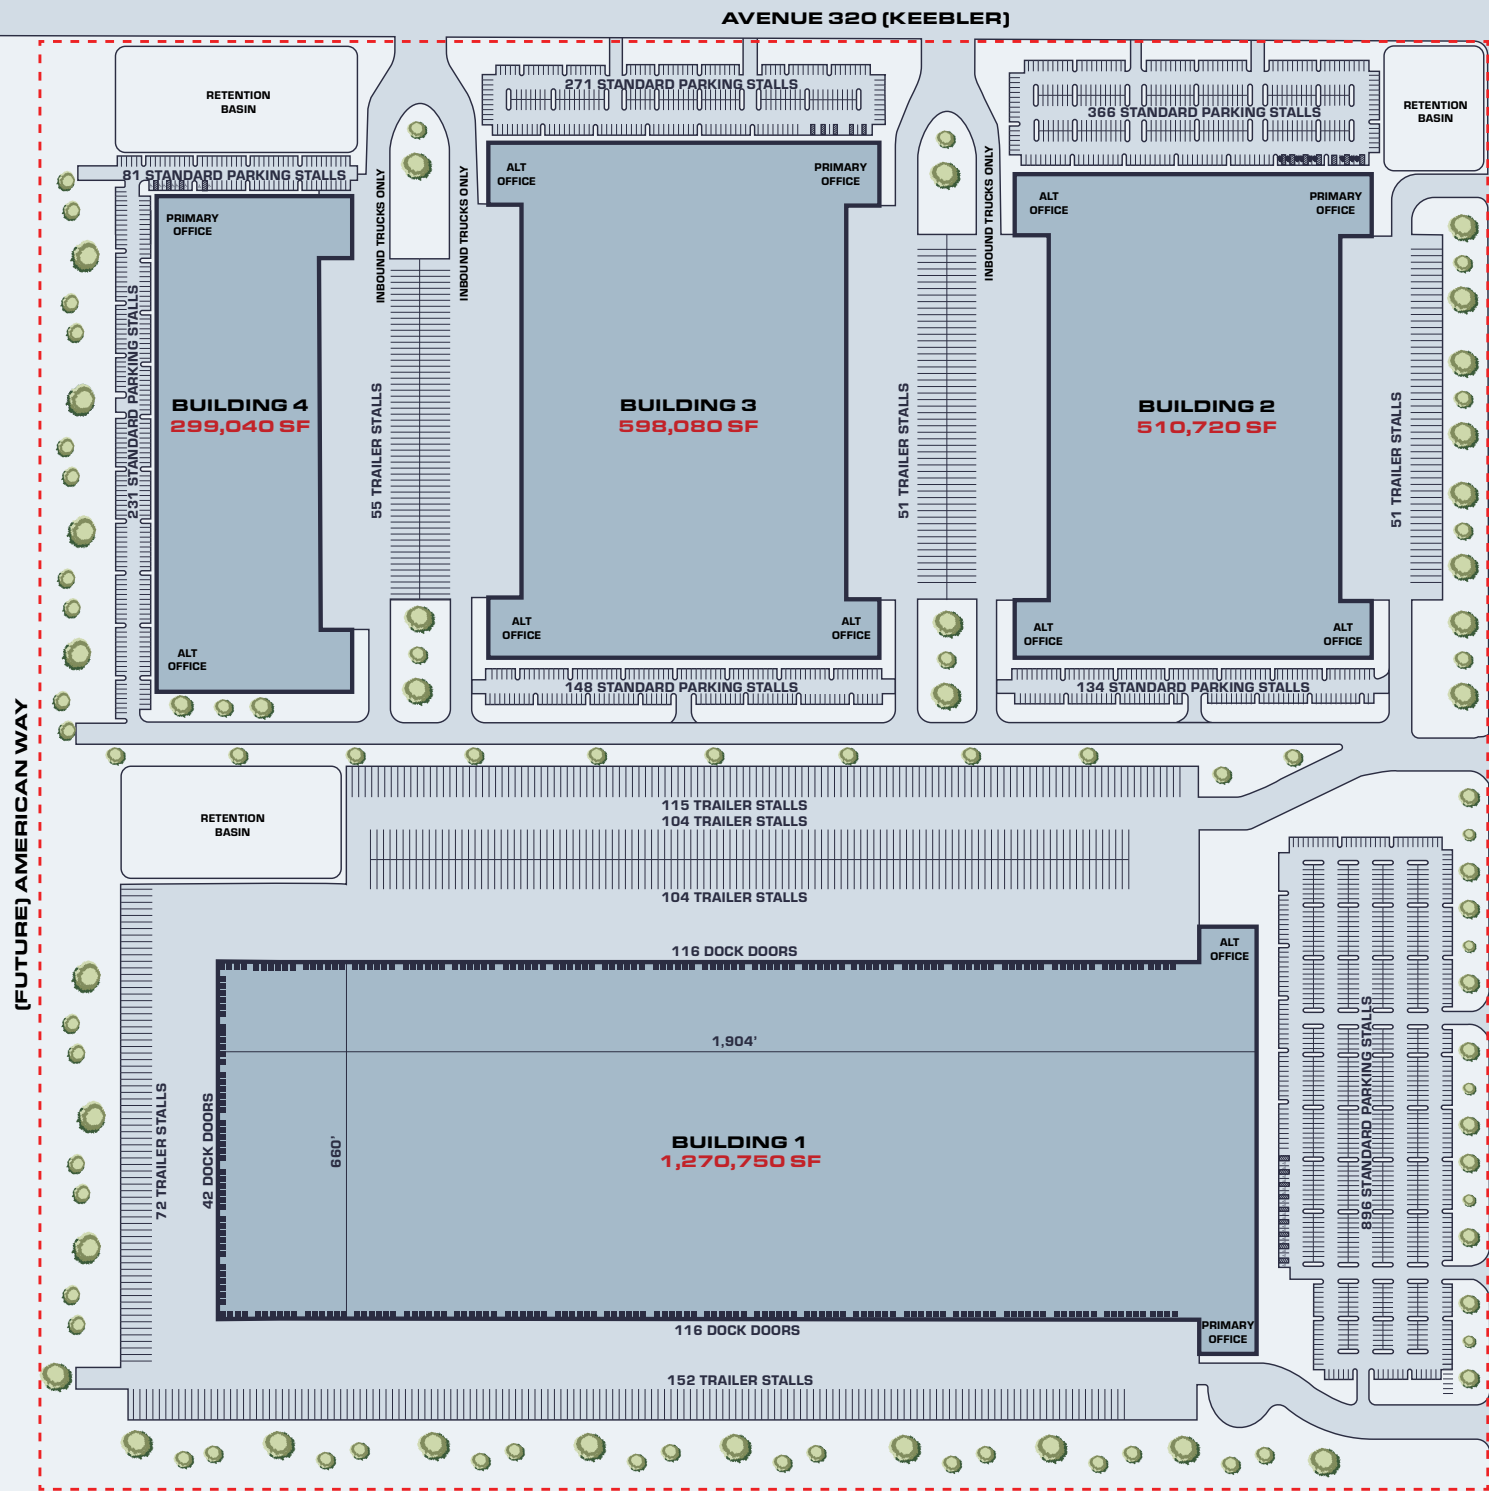 AVENUE 320 (KEEBLER)
RETENTION
BASIN
271 STANDARD PARKING STALLS
366 STANDARD PARKING STALLS
RETENTION
BASIN
81 STANDARD PARKING STALLS
PRIMARY
OFFICE
INBOUND TRUCKS ONLY
INBOUND TRUCKS ONLY
ALT
OFFICE
PRIMARY
OFFICE
INBOUND TRUCKS ONLY
ALT
OFFICE
PRIMARY
OFFICE
231 STANDARD PARKING STALLS
BUILDING 4
299,040 SF
55 TRAILER STALLS
BUILDING 3
598,080 SF
51 TRAILER STALLS
BUILDING 2
510,720 SF
51 TRAILER STALLS
ALT
OFFICE
ALT
OFFICE
ALT
OFFICE
ALT
OFFICE
ALT
OFFICE
148 STANDARD PARKING STALLS
134 STANDARD PARKING STALLS
(FUTURE) AMERICAN WAY
RETENTION
BASIN
115 TRAILER STALLS
104 TRAILER STALLS
104 TRAILER STALLS
116 DOCK DOORS
ALT
OFFICE
1,904'
72 TRAILER STALLS
42 DOCK DOORS
660'
BUILDING 1
1,270,750 SF
896 STANDARD PARKING STALLS
116 DOCK DOORS
PRIMARY
OFFICE
152 TRAILER STALLS